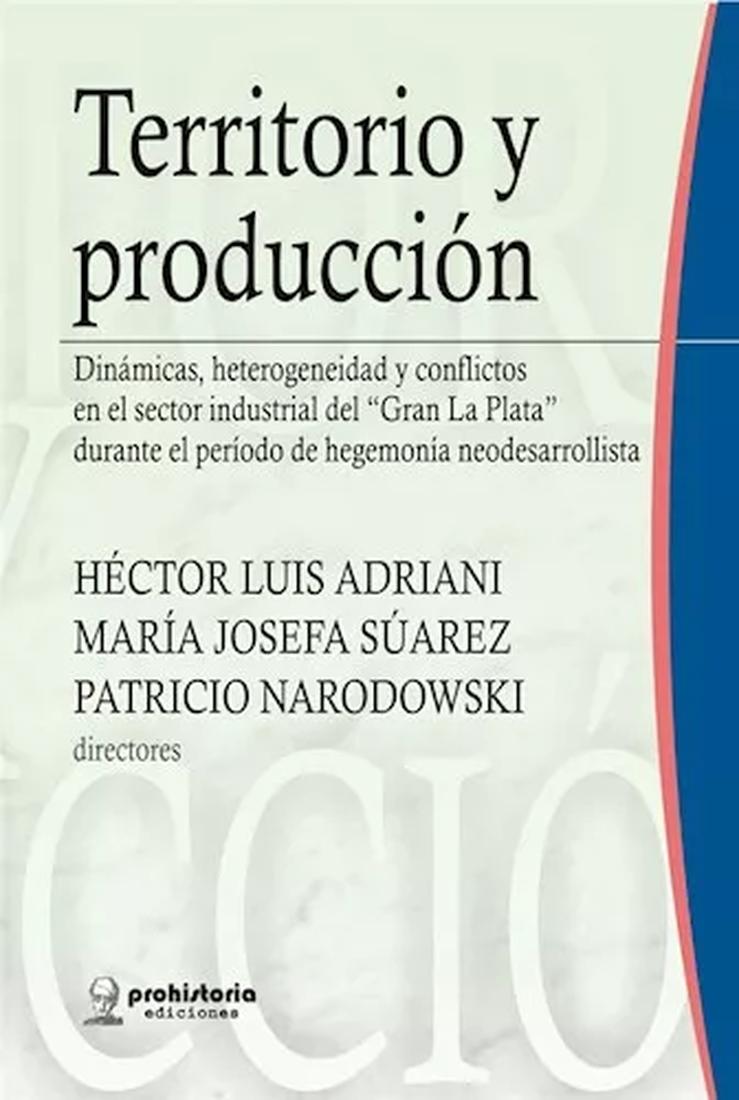 Territorio y
producción
Dinámicas, heterogeneidad y conflictos
en el sector industrial del “Gran La Plata”
durante el período de hegemonía neodesarrollista
HÉCTOR LUIS ADRIANI
MARÍA JOSEFA SÚAREZ
PATRICIO NARODOWSKI
directores
CCIÓ
prohistoria
ediciones